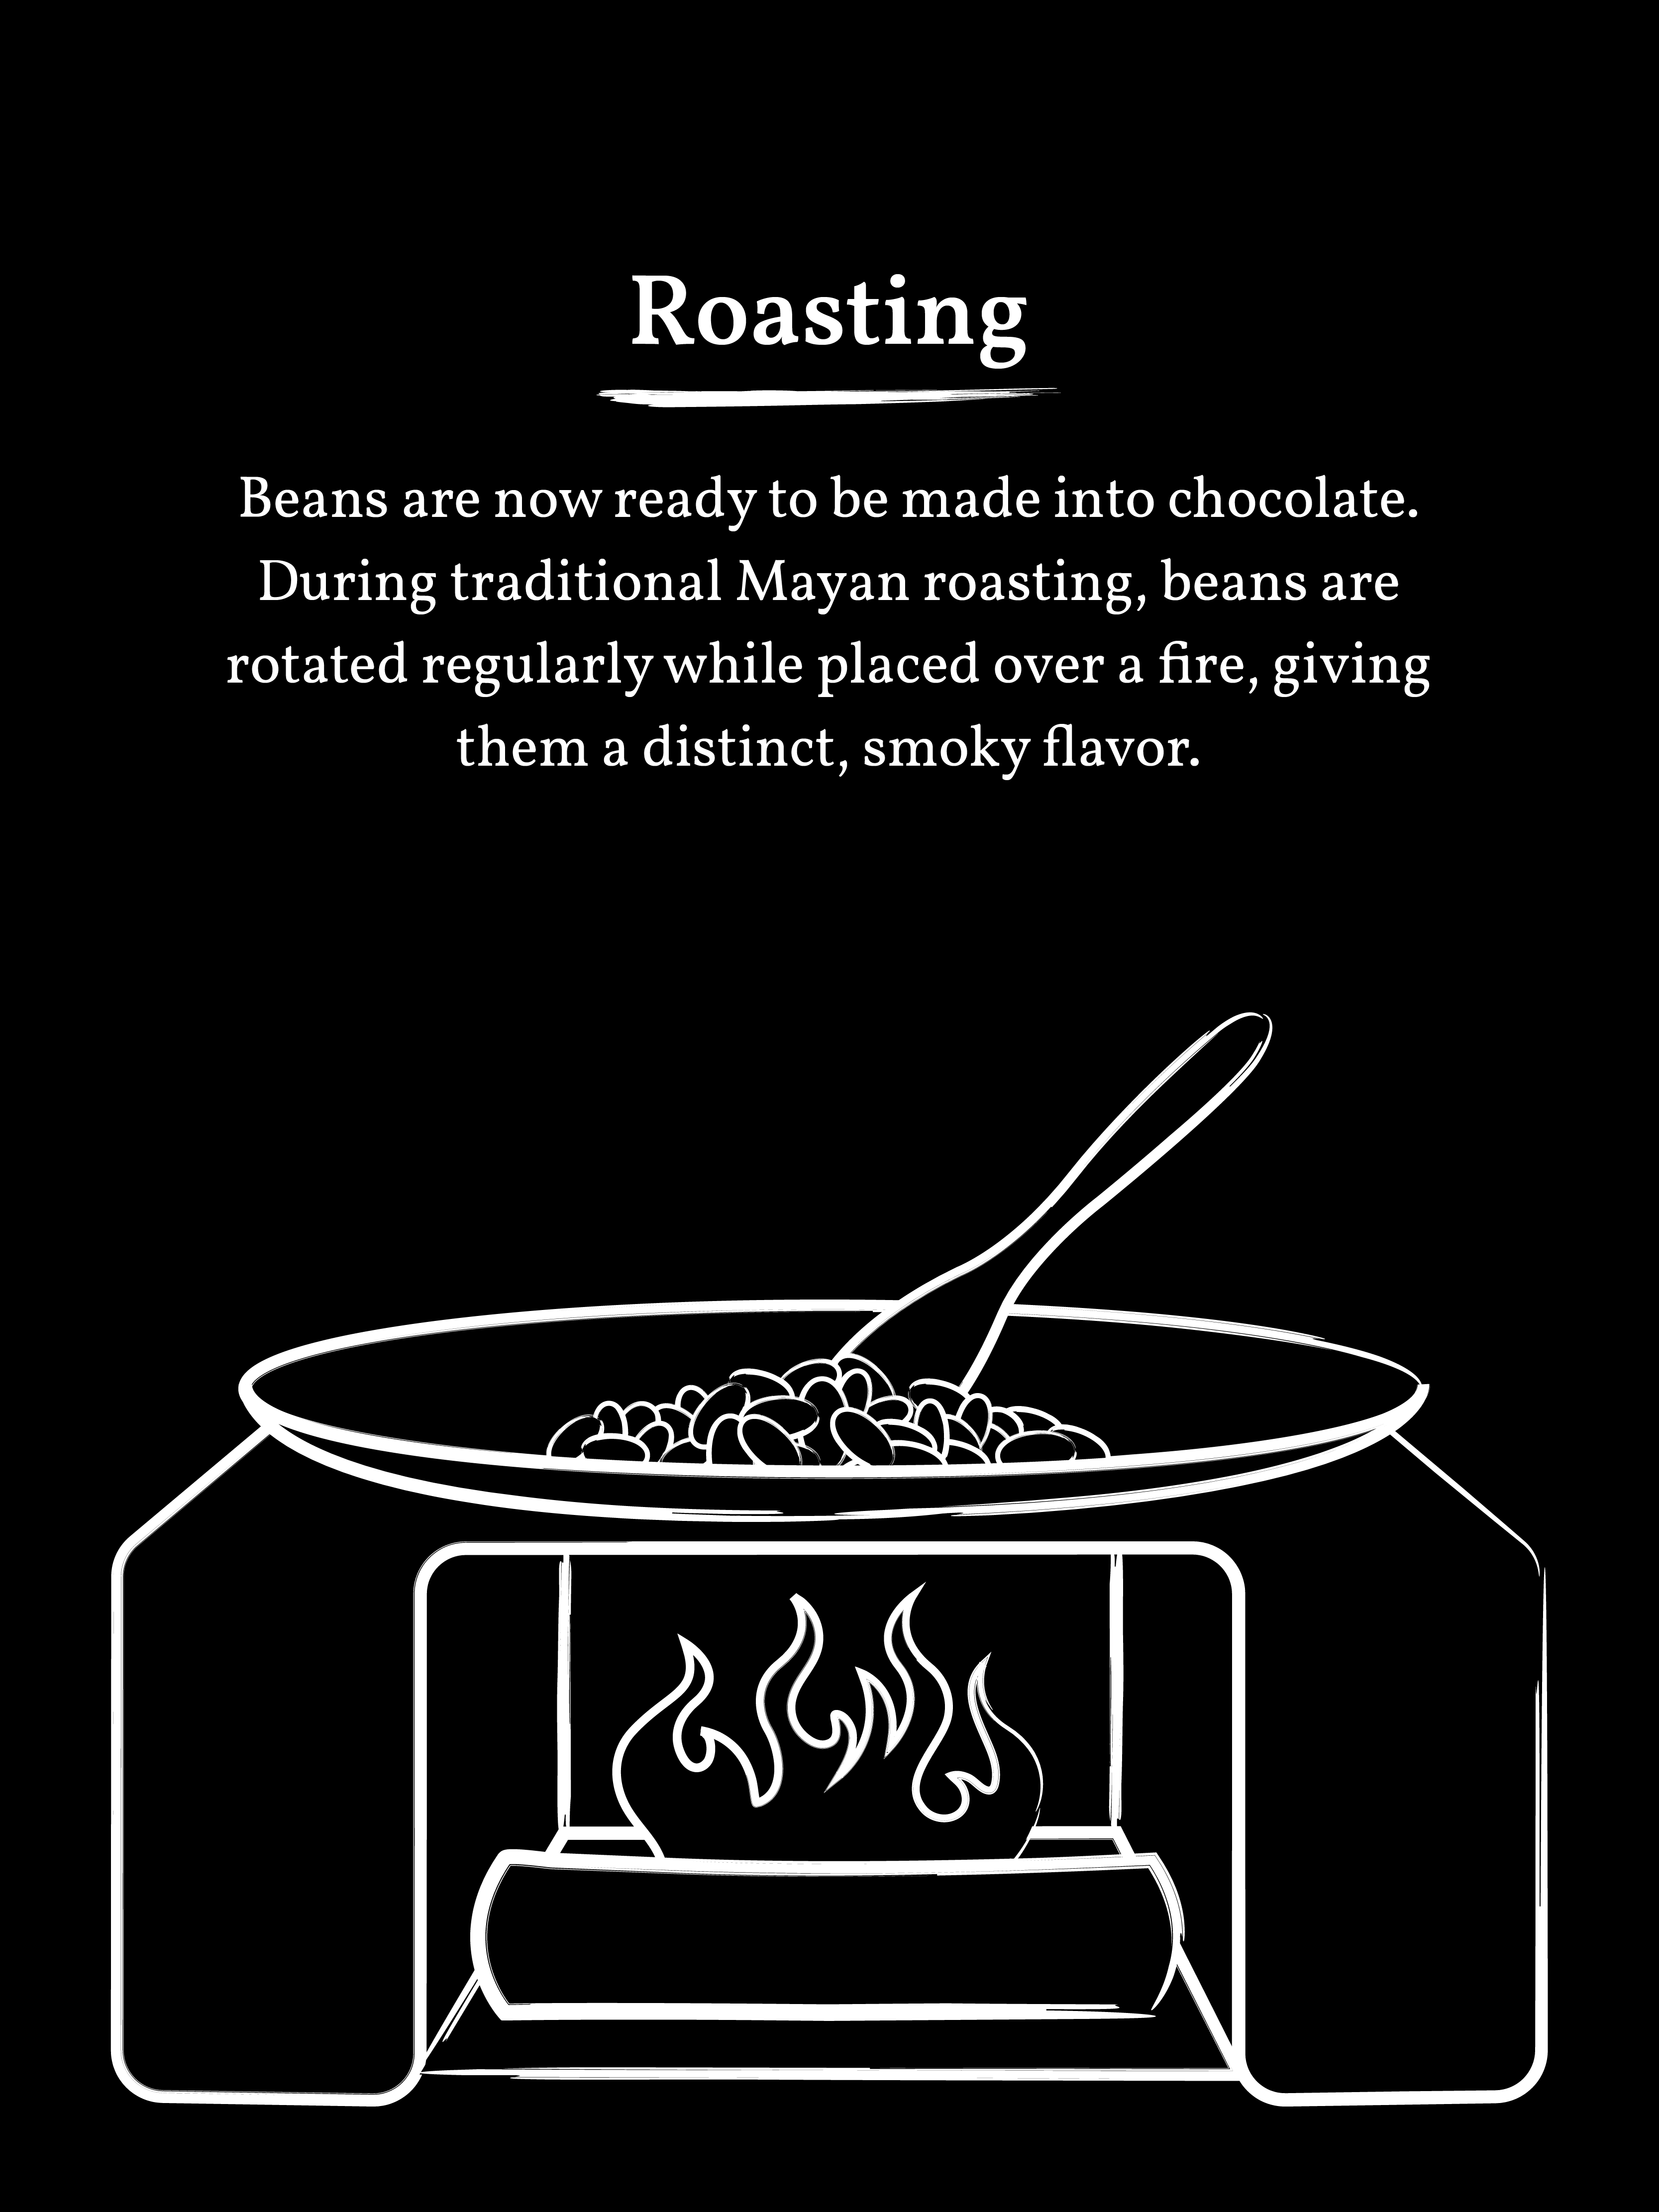 Roasting
Beans are now ready to be made into chocolate.
During traditional Mayan roasting, beans are
rotated regularly while placed over a fire, giving
them a distinct, smoky flavor.